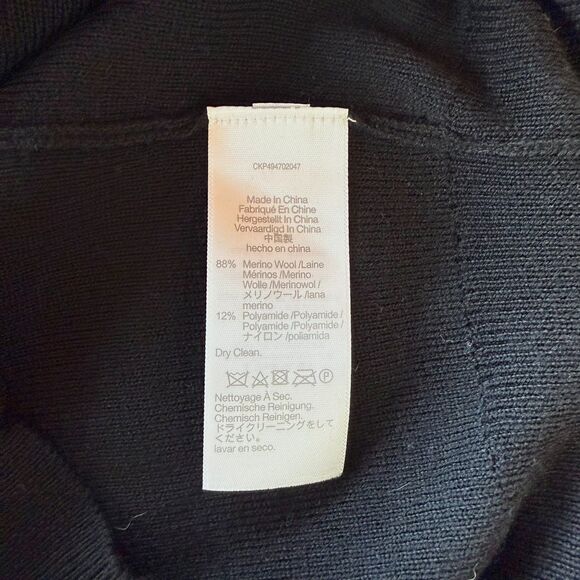 CKP494702047
Made In China
Fabriqué En Chine
Hergestellt In China
Vervaardigd In China
中国製
hecho en china
88% Merino Wool /Laine
Mérinos /Merino
Wolle /Merinowol /
メリノウール /lana
merino
12% Polyamide /Polyamide /
Polyamide /Polyamide /
ナイロン /poliamida
Dry Clean.
P
Nettoyage À Sec.
Chemische Reinigung.
Chemisch Reinigen.
ドライクリーニングをして
ください。
lavar en seco.